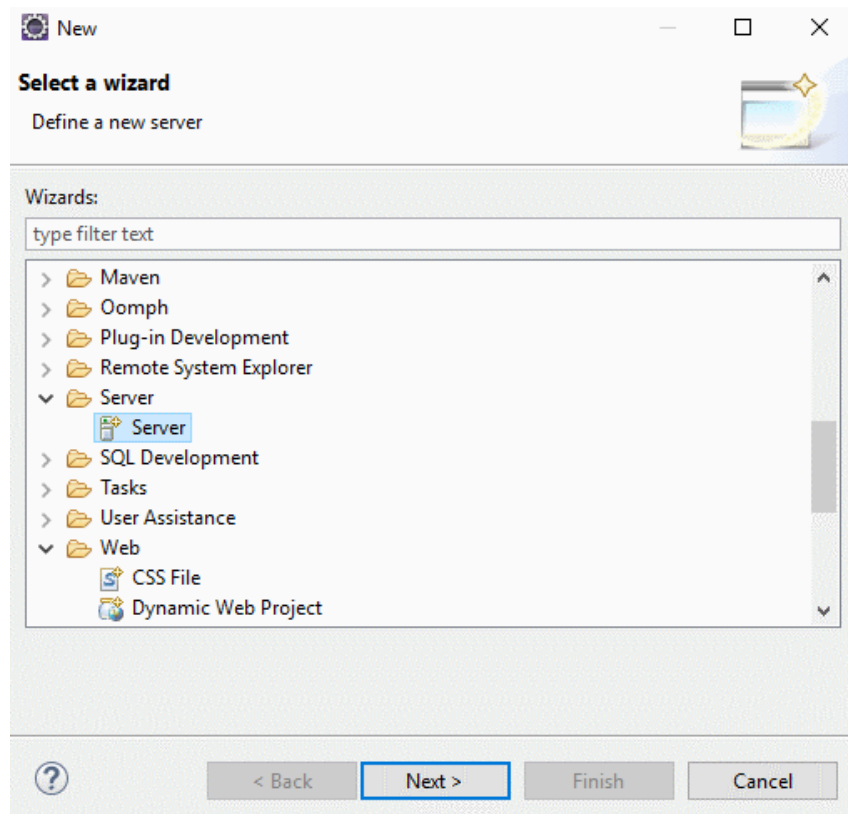 New
Select a wizard
Define a new server
Wizards:
type filter text
Maven
Oomph
Plug-in Development
Remote System Explorer
Server
Server
SQL Development
Tasks
User Assistance
Web
CSS File
Dynamic Web Project
? < Back Next > Finish Cancel